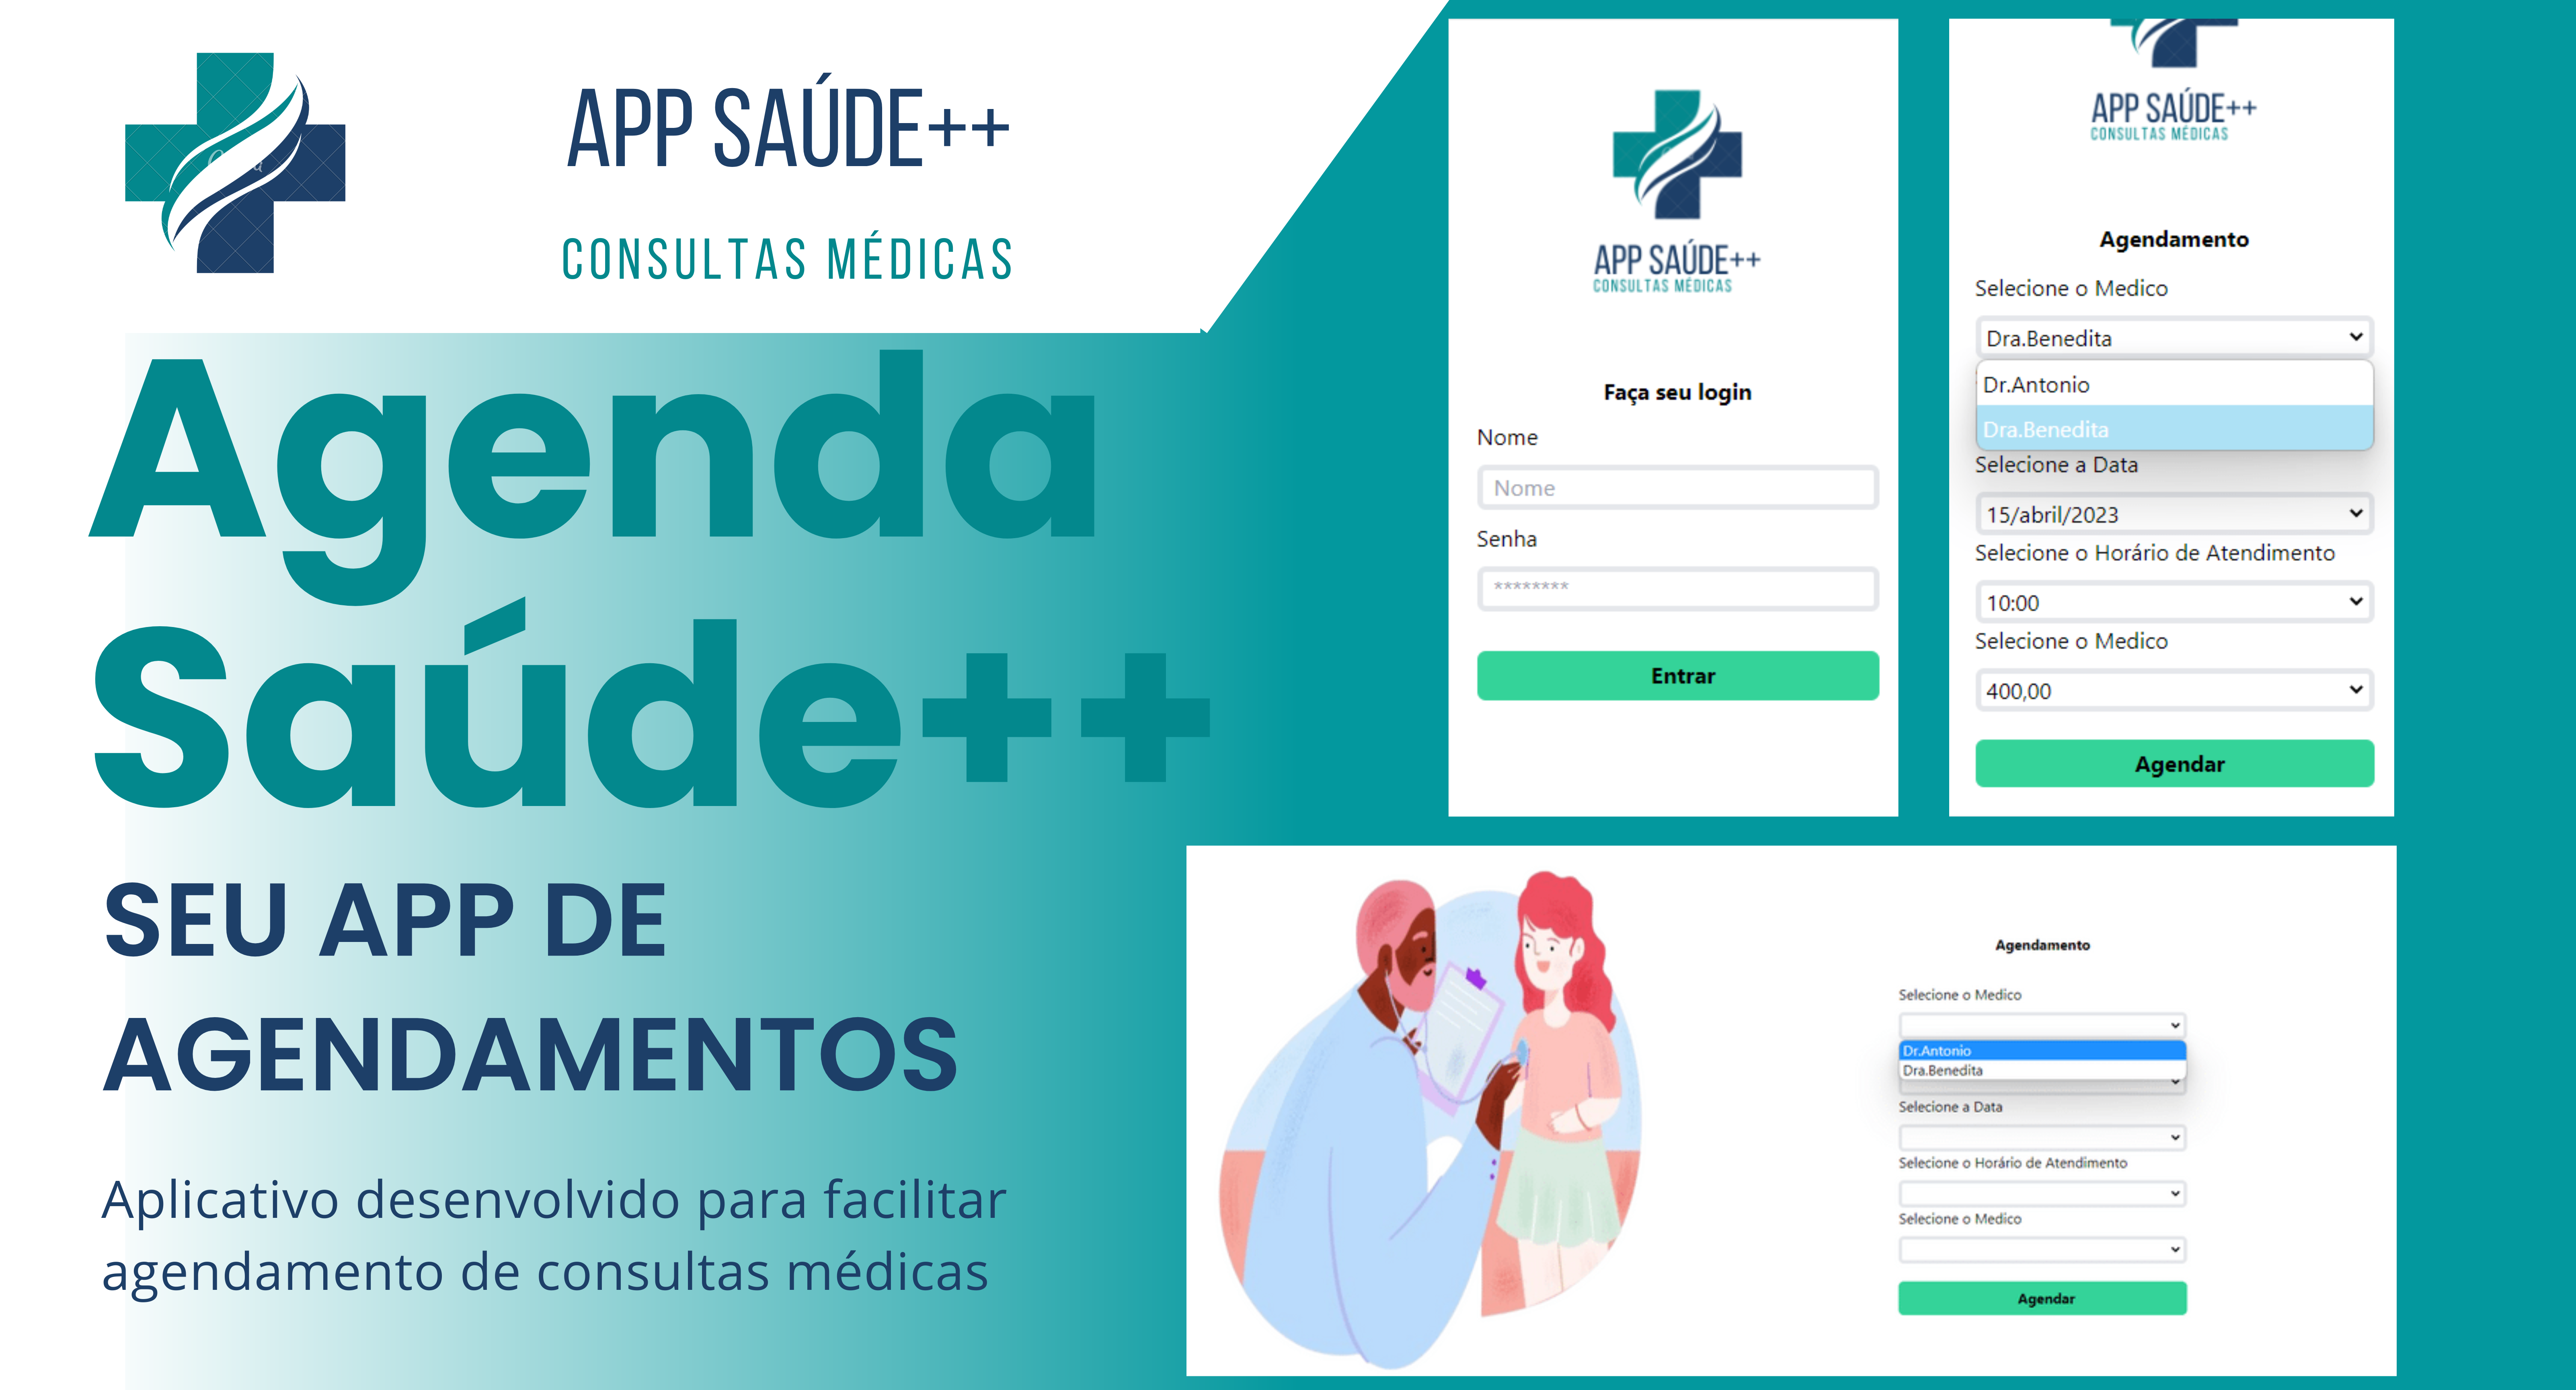 APP SAÚDE++
CONSULTAS MÉDICAS
Agenda
Saúde++
SEU APP DE
AGENDAMENTOS
Aplicativo desenvolvido para facilitar
agendamento de consultas médicas
APP SAÚDE++
CONSULTAS MÉDICAS
Faça seu login
Nome
Nome
Senha
********
Entrar
APP SAÚDE++
CONSULTAS MÉDICAS
Agendamento
Selecione o Medico
Dra.Benedita
Dr.Antonio
Dra.Benedita
Selecione a Data
15/abril/2023
Selecione o Horário de Atendimento
10:00
Selecione o Medico
400,00
Agendar
Agendamento
Selecione o Medico
Dr.Antonio
Dra.Benedita
Selecione a Data
Selecione o Horário de Atendimento
Selecione o Medico
Agendar